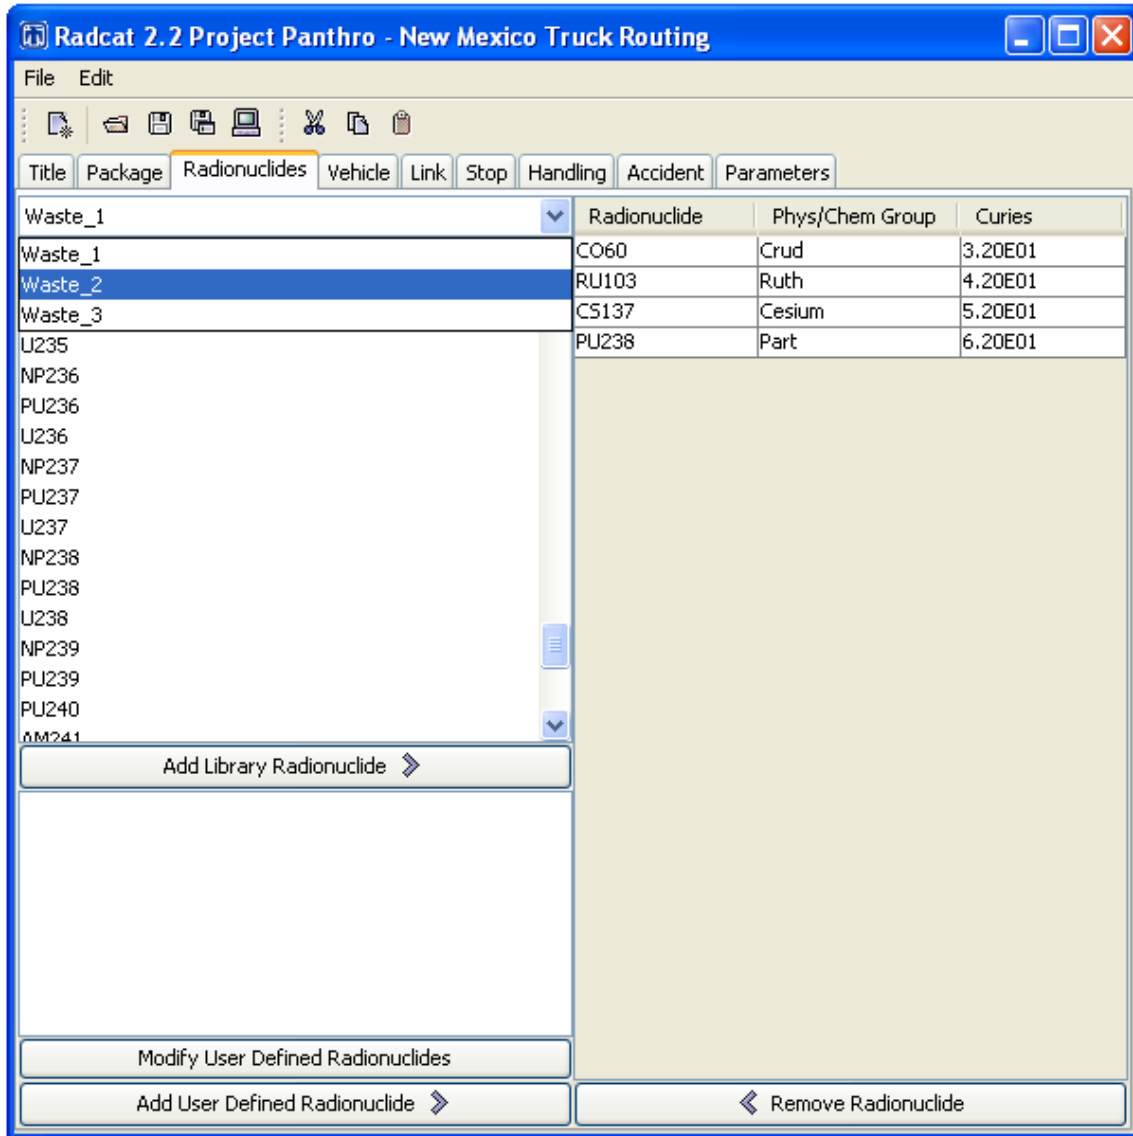 Radcat 2.2 Project Panthro - New Mexico Truck Routing
File Edit
Title Package Radionuclides Vehicle Link Stop Handling Accident Parameters
Waste_1
Waste_1
Waste_2
Waste_3
U235
NP236
PU236
U236
NP237
PU237
U237
NP238
PU238
U238
NP239
PU239
PU240
AM241
Add Library Radionuclide
Modify User Defined Radionuclides
Add User Defined Radionuclide
Radionuclide Phys/Chem Group Curies
CO60 Crud 3.20E01
RU103 Ruth 4.20E01
CS137 Cesium 5.20E01
PU238 Part 6.20E01
Remove Radionuclide